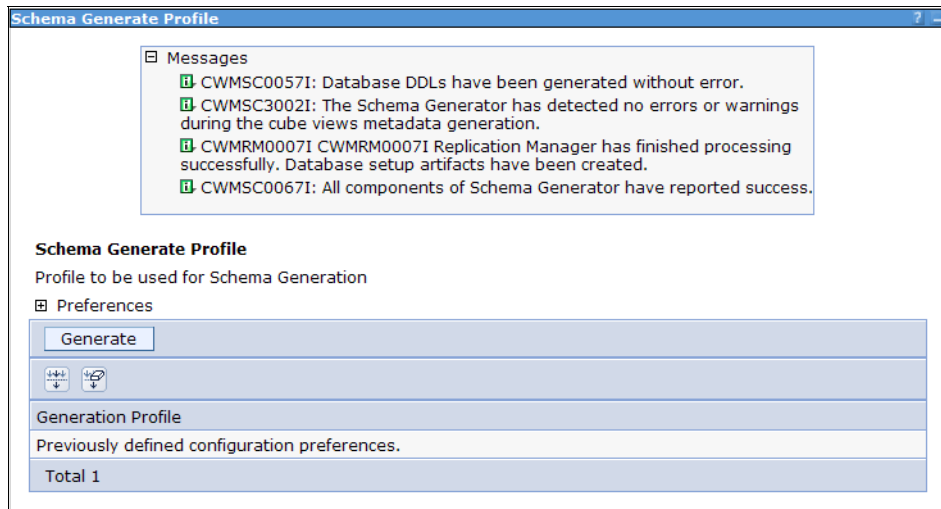 Schema Generate Profile ? –
Messages
CWMSC0057I: Database DDLs have been generated without error.
CWMSC3002I: The Schema Generator has detected no errors or warnings
during the cube views metadata generation.
CWMRM0007I CWMRM0007I Replication Manager has finished processing
successfully. Database setup artifacts have been created.
CWMSC0067I: All components of Schema Generator have reported success.
Schema Generate Profile
Profile to be used for Schema Generation
Preferences
Generate
Generation Profile
Previously defined configuration preferences.
Total 1